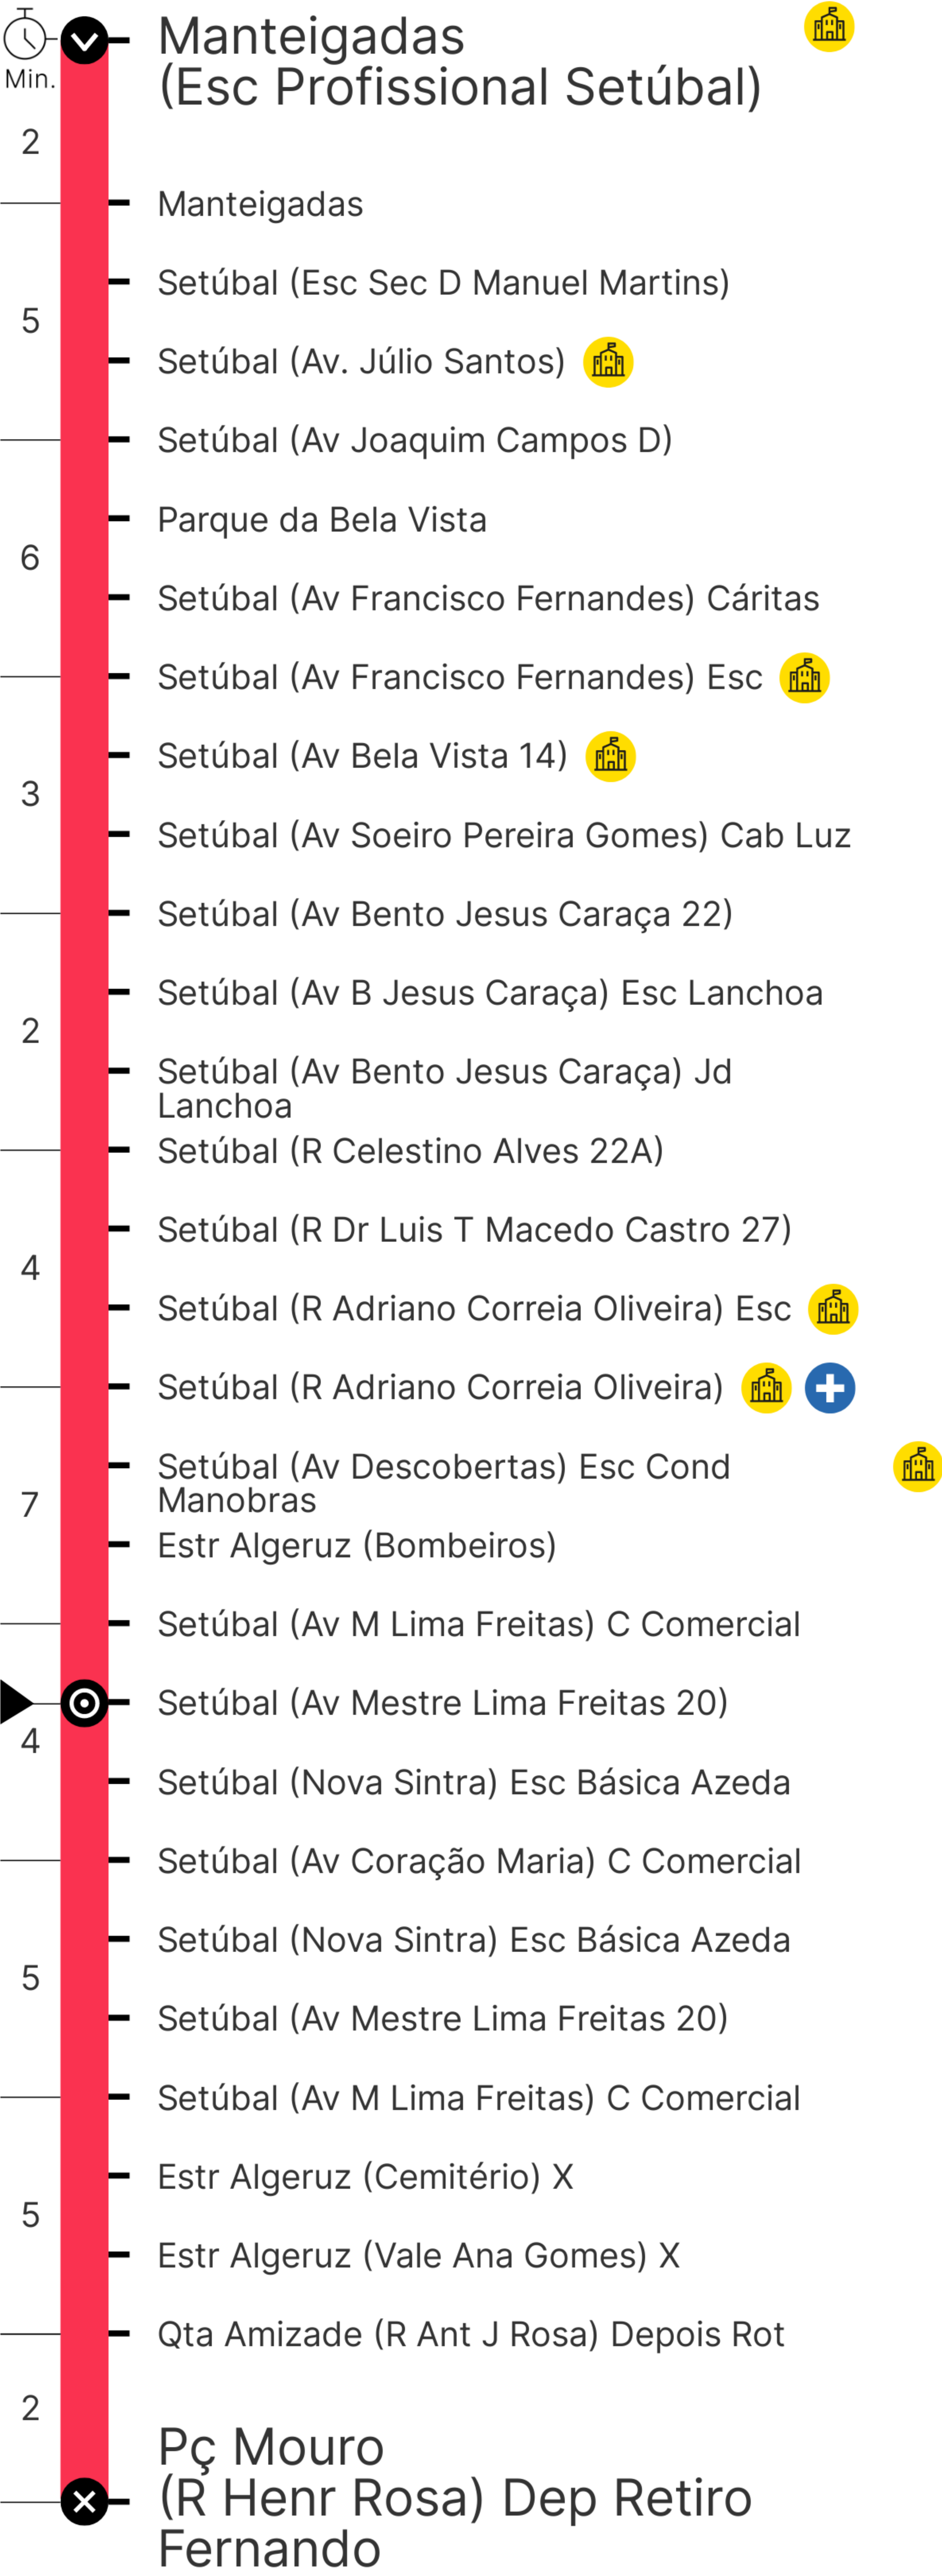 Manteigadas
(Esc Profissional Setúbal)
Min.
2
Manteigadas
Setúbal (Esc Sec D Manuel Martins)
5
Setúbal (Av. Júlio Santos)
Setúbal (Av Joaquim Campos D)
Parque da Bela Vista
6
Setúbal (Av Francisco Fernandes) Cáritas
Setúbal (Av Francisco Fernandes) Esc
Setúbal (Av Bela Vista 14)
3
Setúbal (Av Soeiro Pereira Gomes) Cab Luz
Setúbal (Av Bento Jesus Caraça 22)
Setúbal (Av B Jesus Caraça) Esc Lanchoa
2
Setúbal (Av Bento Jesus Caraça) Jd
Lanchoa
Setúbal (R Celestino Alves 22A)
Setúbal (R Dr Luis T Macedo Castro 27)
4
Setúbal (R Adriano Correia Oliveira) Esc
Setúbal (R Adriano Correia Oliveira)
Setúbal (Av Descobertas) Esc Cond
Manobras
7
Estr Algeruz (Bombeiros)
Setúbal (Av M Lima Freitas) C Comercial
Setúbal (Av Mestre Lima Freitas 20)
4
Setúbal (Nova Sintra) Esc Básica Azeda
Setúbal (Av Coração Maria) C Comercial
Setúbal (Nova Sintra) Esc Básica Azeda
5
Setúbal (Av Mestre Lima Freitas 20)
Setúbal (Av M Lima Freitas) C Comercial
Estr Algeruz (Cemitério) X
5
Estr Algeruz (Vale Ana Gomes) X
Qta Amizade (R Ant J Rosa) Depois Rot
2
Pç Mouro
(R Henr Rosa) Dep Retiro
Fernando